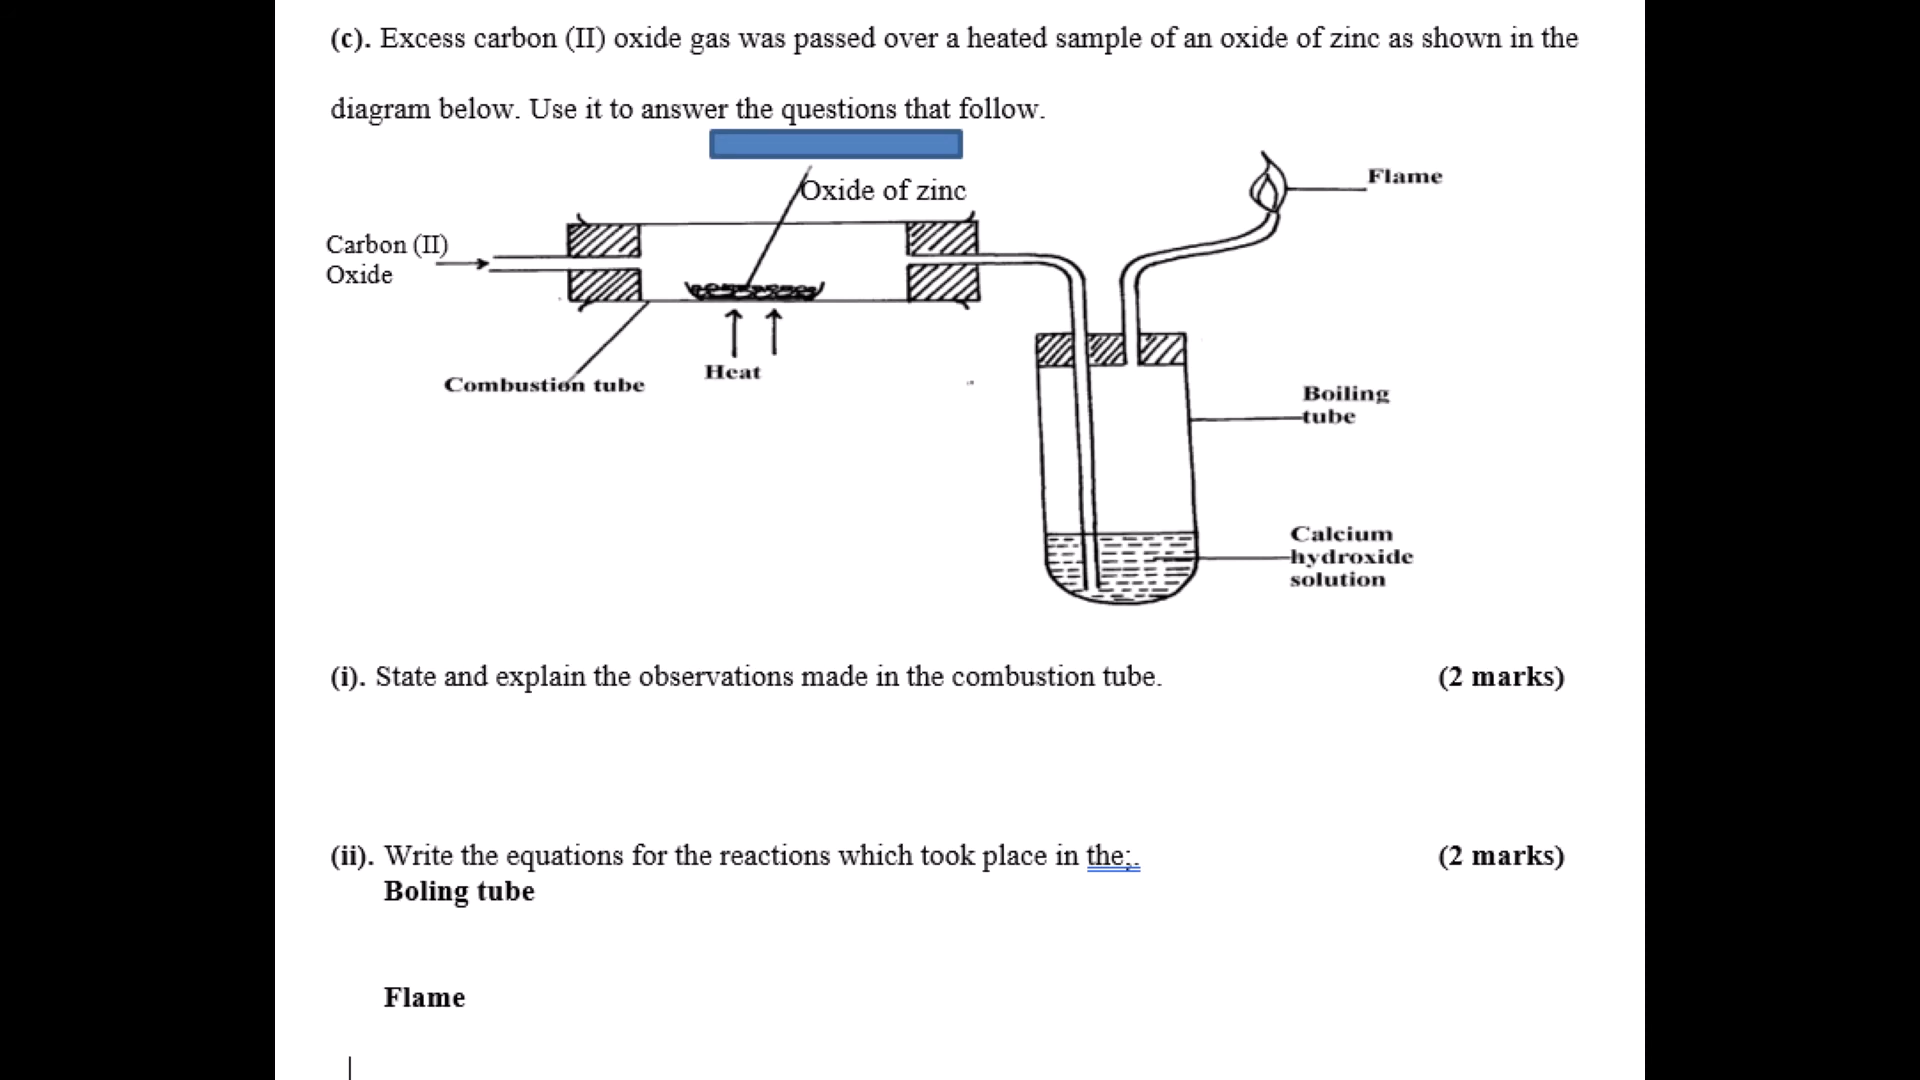 (c). Excess carbon (II) oxide gas was passed over a heated sample of an oxide of zinc as shown in the
diagram below. Use it to answer the questions that follow.
Flame
Oxide of zinc
Carbon (II)
Oxide
Heat
Combustion tube
Boiling
tube
Calcium
hydroxide
solution
(i). State and explain the observations made in the combustion tube. (2 marks)
(ii). Write the equations for the reactions which took place in the;. (2 marks)
Boling tube
Flame